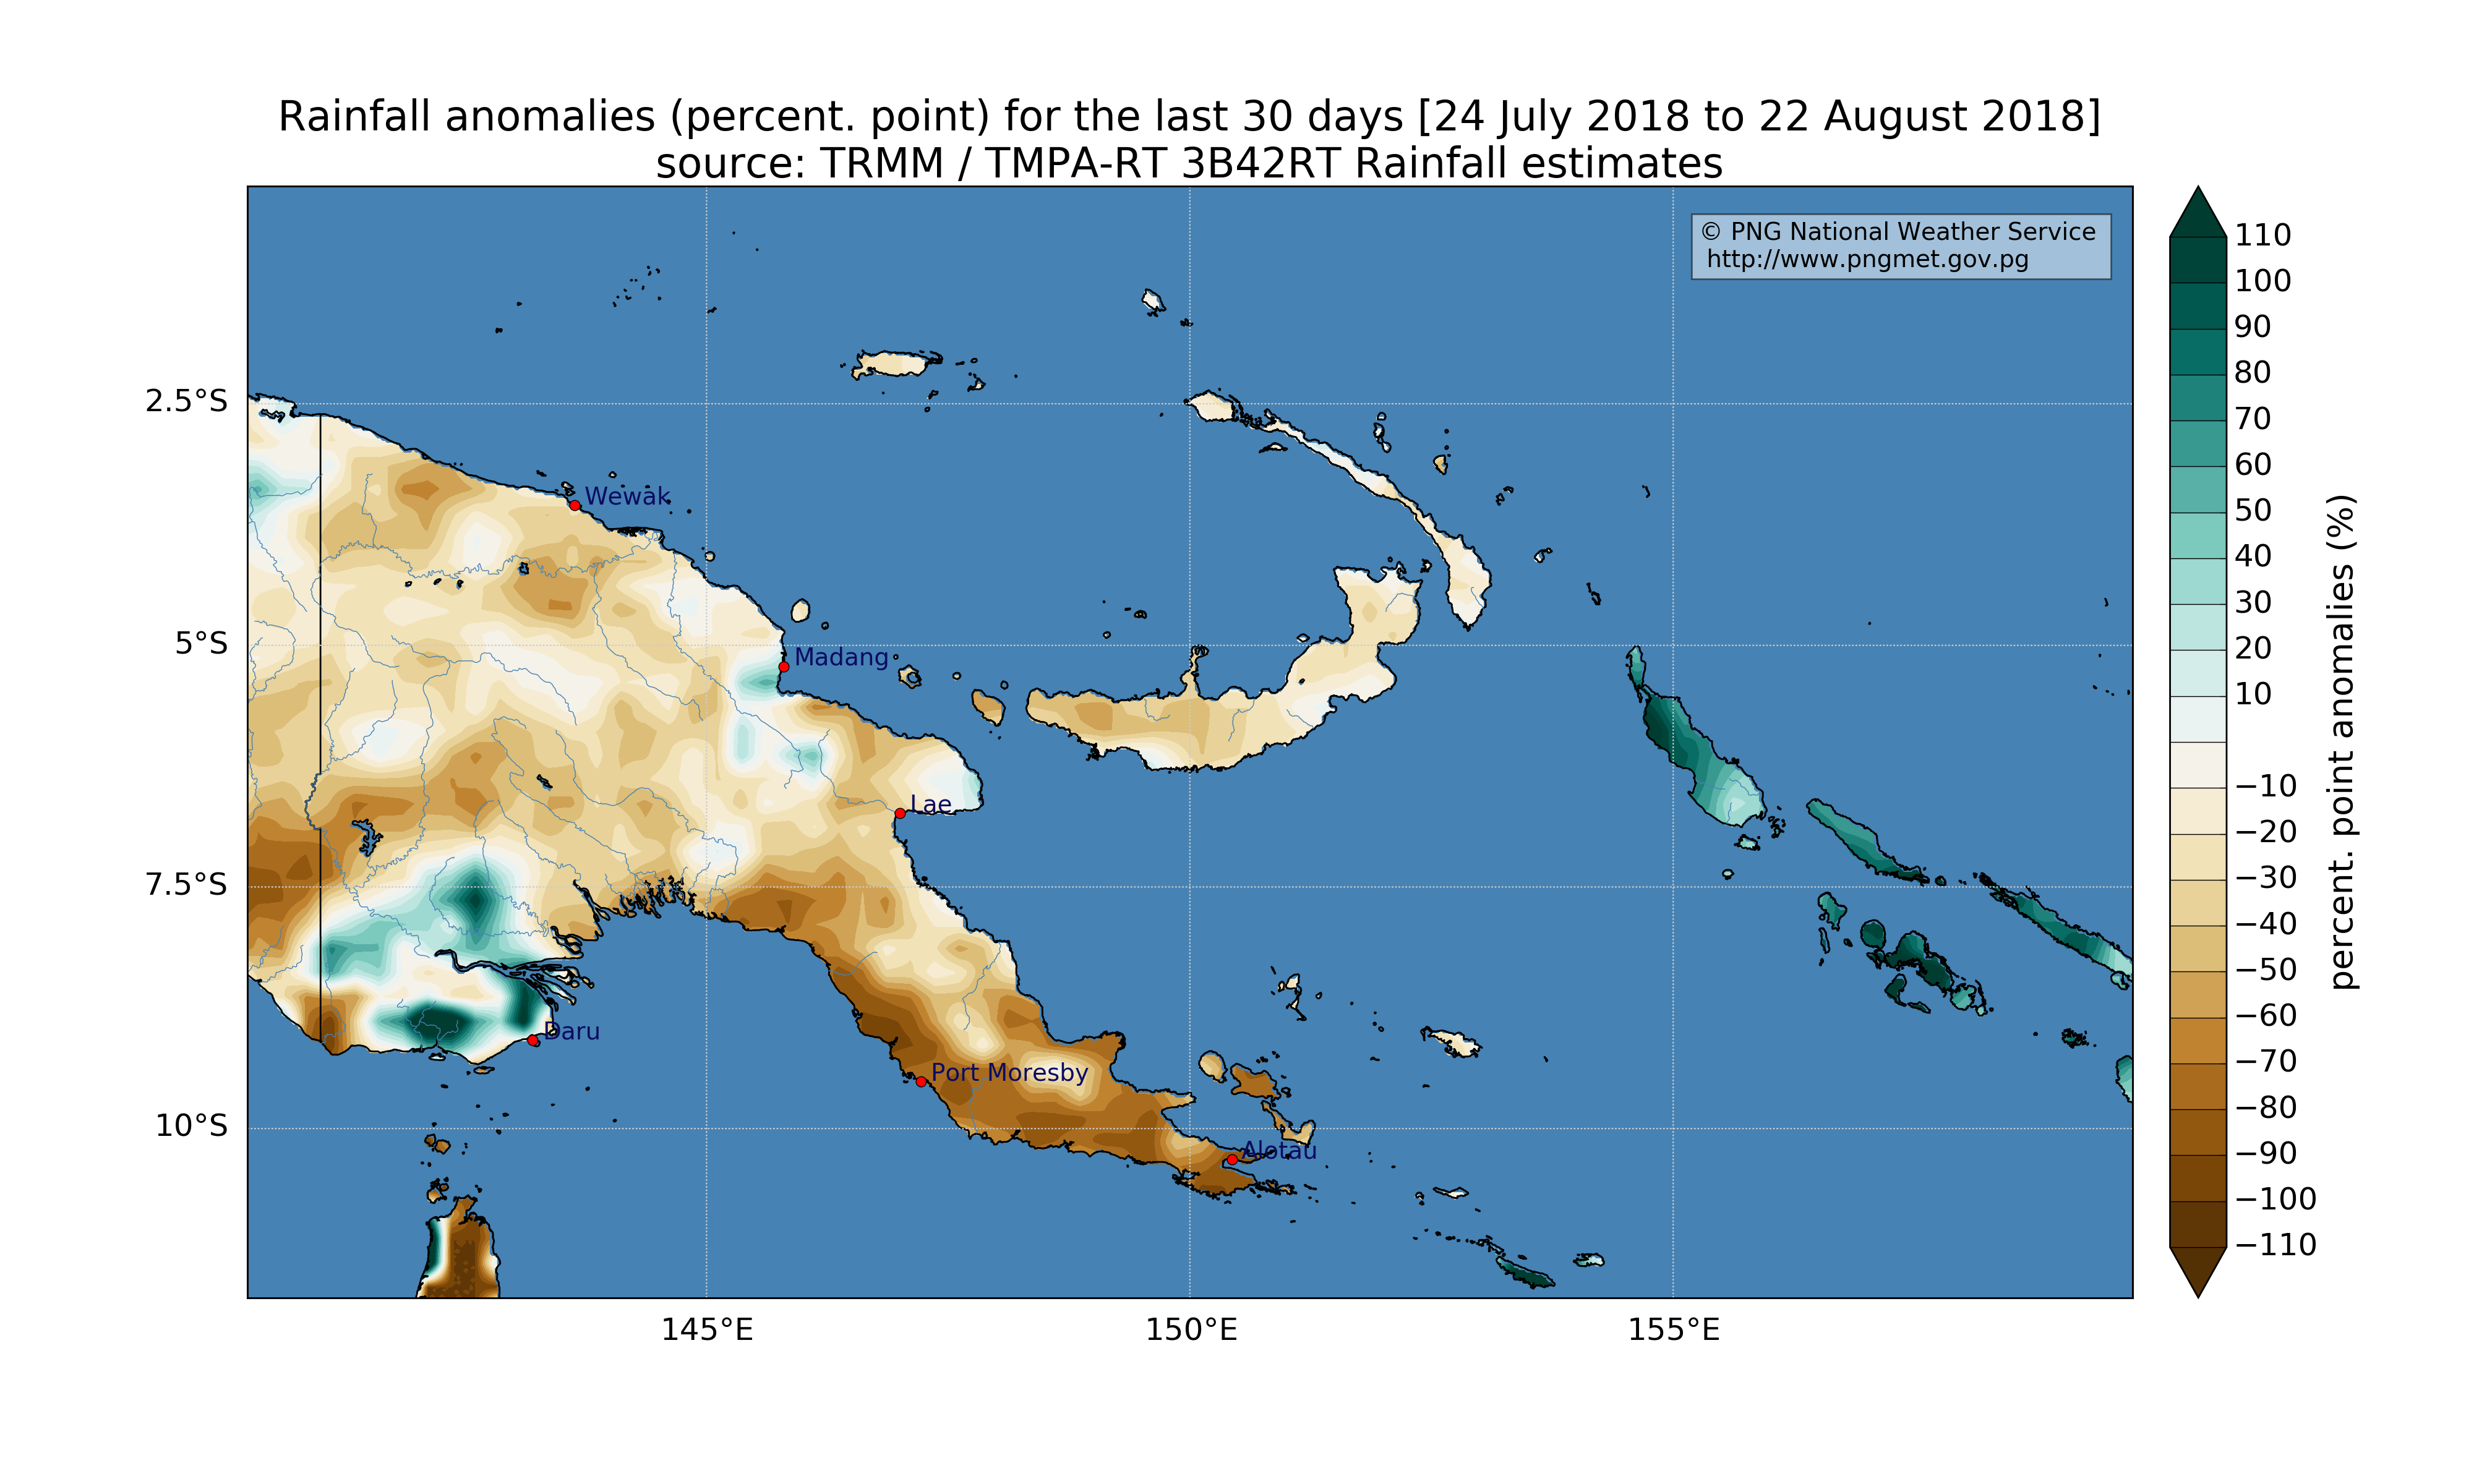 Rainfall anomalies (percent. point) for the last 30 days [24 July 2018 to 22 August 2018]
source: TRMM / TMPA-RT 3B42RT Rainfall estimates
© PNG National Weather Service
http://www.pngmet.gov.pg
2.5°S
5°S
7.5°S
10°S
Wewak
Madang
Lae
Daru
Port Moresby
Alotau
145°E
150°E
155°E
110
100
90
80
70
60
50
40
30
20
10
−10
−20
−30
−40
−50
−60
−70
−80
−90
−100
−110
percent. point anomalies (%)